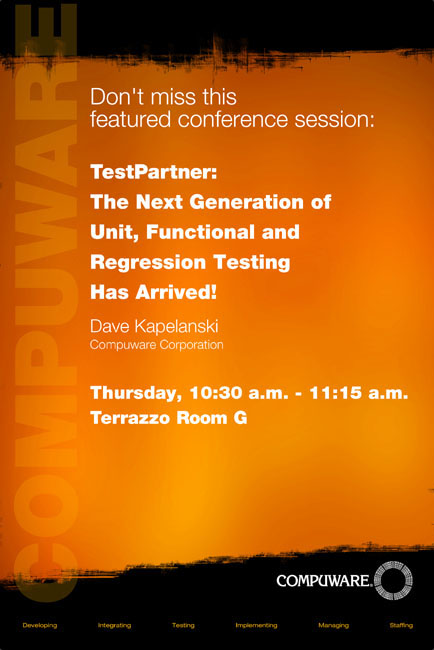 COMPUWARE
Don't miss this
featured conference session:
TestPartner:
The Next Generation of
Unit, Functional and
Regression Testing
Has Arrived!
Dave Kapelanski
Compuware Corporation
Thursday, 10:30 a.m. - 11:15 a.m.
Terrazzo Room G
COMPUWARE®
Developing Integrating Testing Implementing Managing Staffing